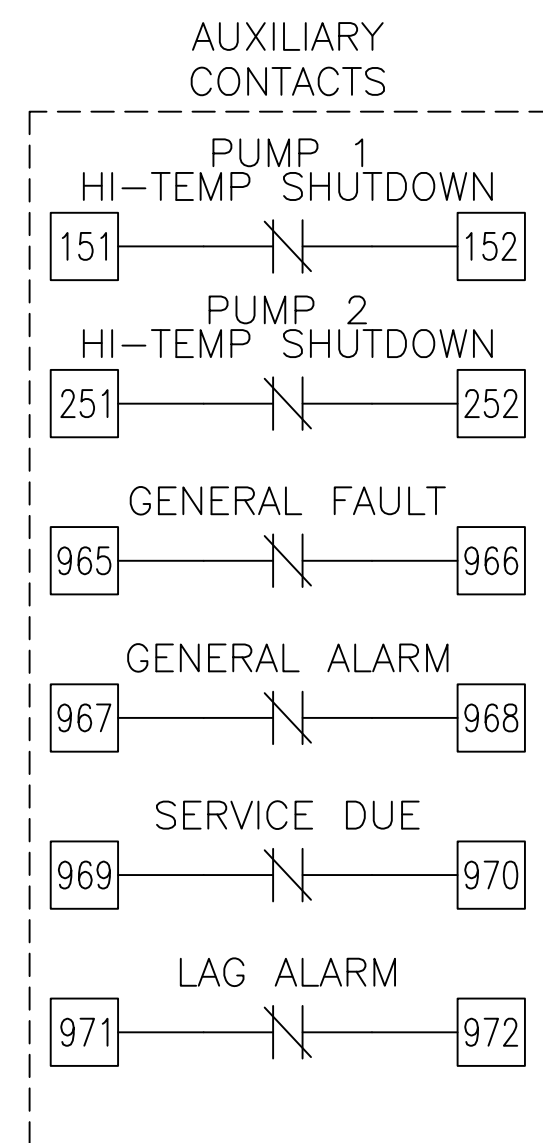 AUXILIARY
CONTACTS
PUMP 1
HI-TEMP SHUTDOWN
151 152
PUMP 2
HI-TEMP SHUTDOWN
251 252
GENERAL FAULT
965 966
GENERAL ALARM
967 968
SERVICE DUE
969 970
LAG ALARM
971 972